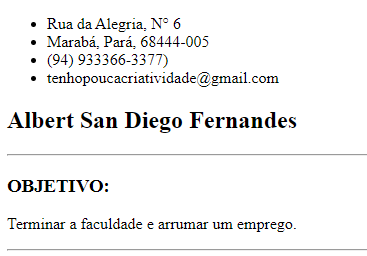 Rua da Alegria, N° 6
Marabá, Pará, 68444-005
(94) 933366-3377)
tenhopoucacriatividade@gmail.com
Albert San Diego Fernandes
OBJETIVO:
Terminar a faculdade e arrumar um emprego.